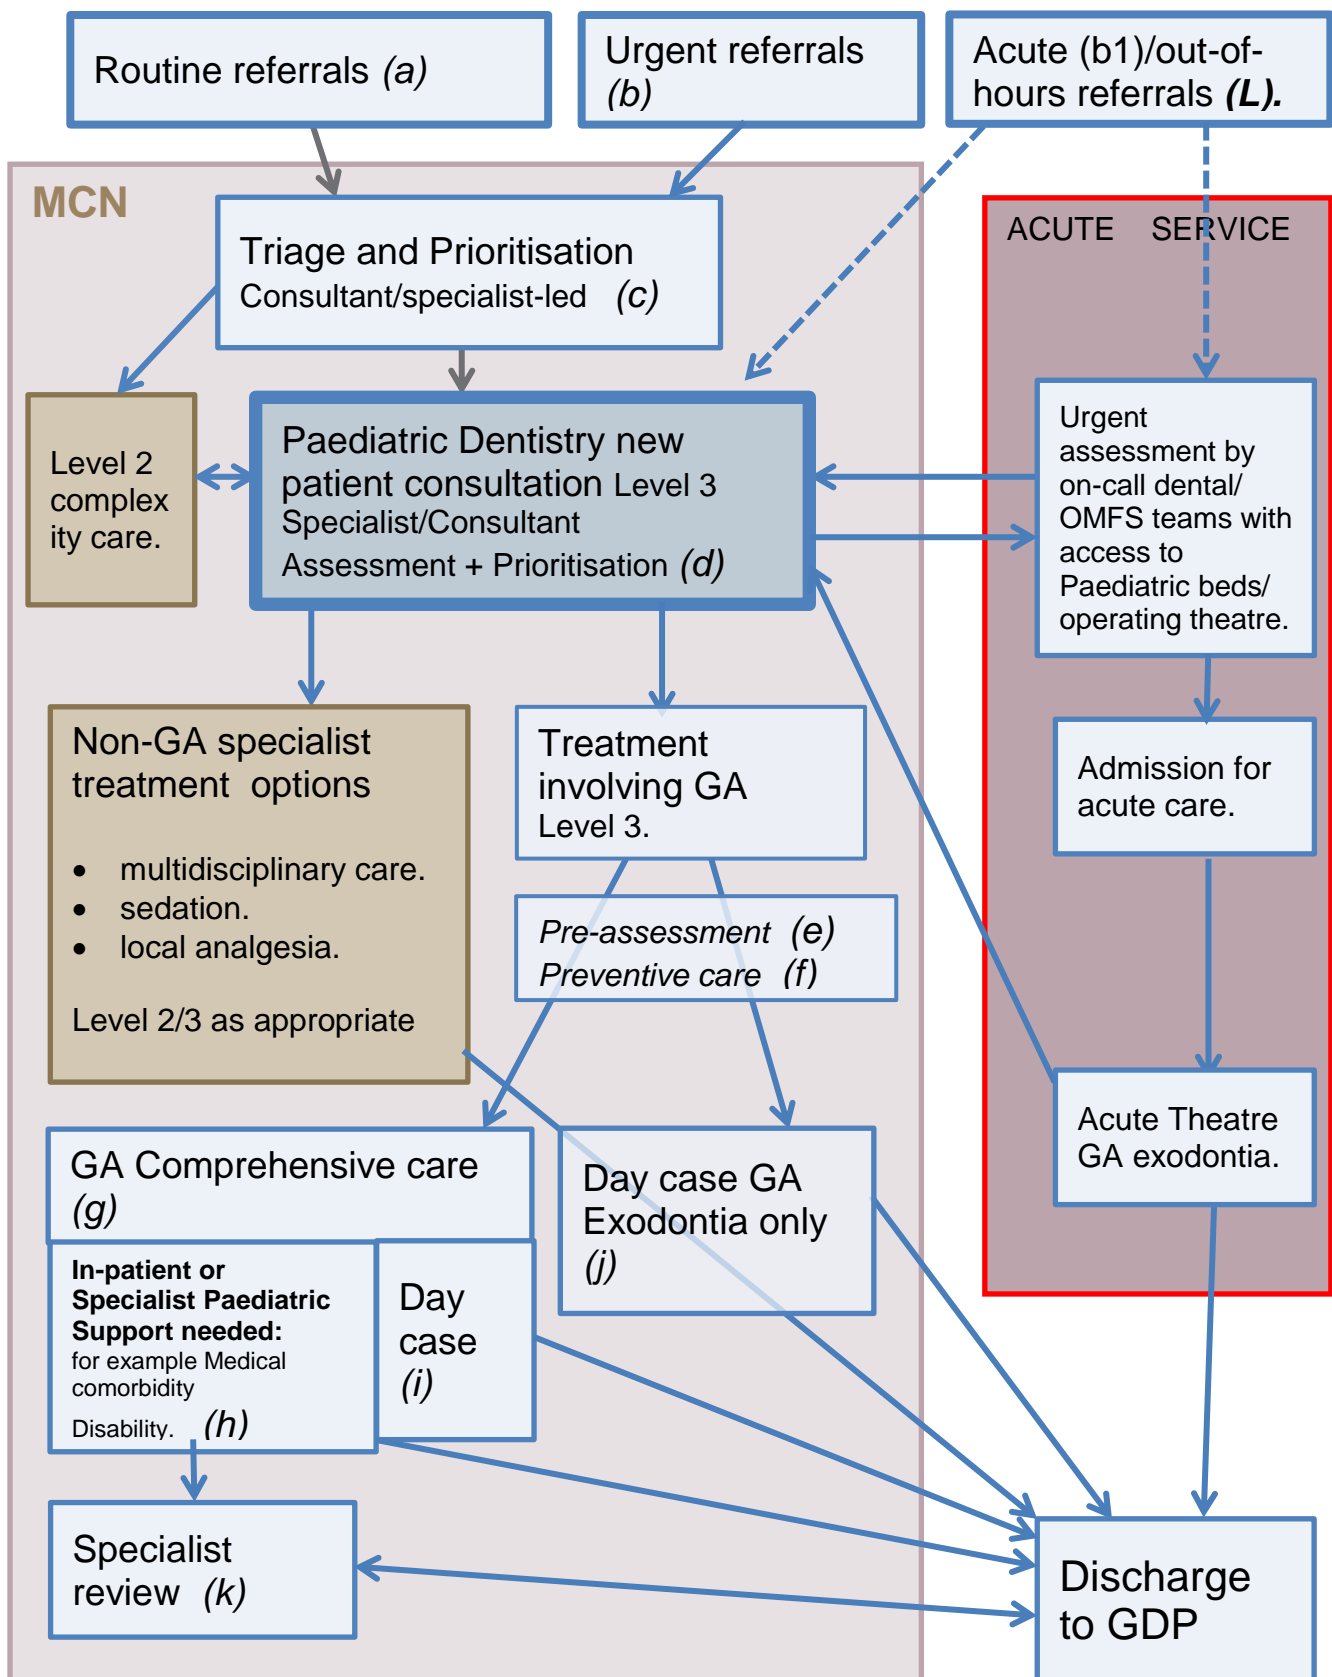 Routine referrals (a)
Urgent referrals
(b)
Acute (b1)/out-of-
hours referrals (L).
MCN
Triage and Prioritisation
Consultant/specialist-led (c)
ACUTE SERVICE
Level 2
complex
ity care.
Paediatric Dentistry new
patient consultation Level 3
Specialist/Consultant
Assessment + Prioritisation (d)
Urgent
assessment by
on-call dental/
OMFS teams with
access to
Paediatric beds/
operating theatre.
Non-GA specialist
treatment options
• multidisciplinary care.
• sedation.
• local analgesia.
Level 2/3 as appropriate
Treatment
involving GA
Level 3.
Admission for
acute care.
Pre-assessment (e)
Preventive care (f)
GA Comprehensive care
(g)
Day case GA
Exodontia only
(j)
Acute Theatre
GA exodontia.
In-patient or
Specialist Paediatric
Support needed:
for example Medical
comorbidity
Disability. (h)
Day
case
(i)
Specialist
review (k)
Discharge
to GDP